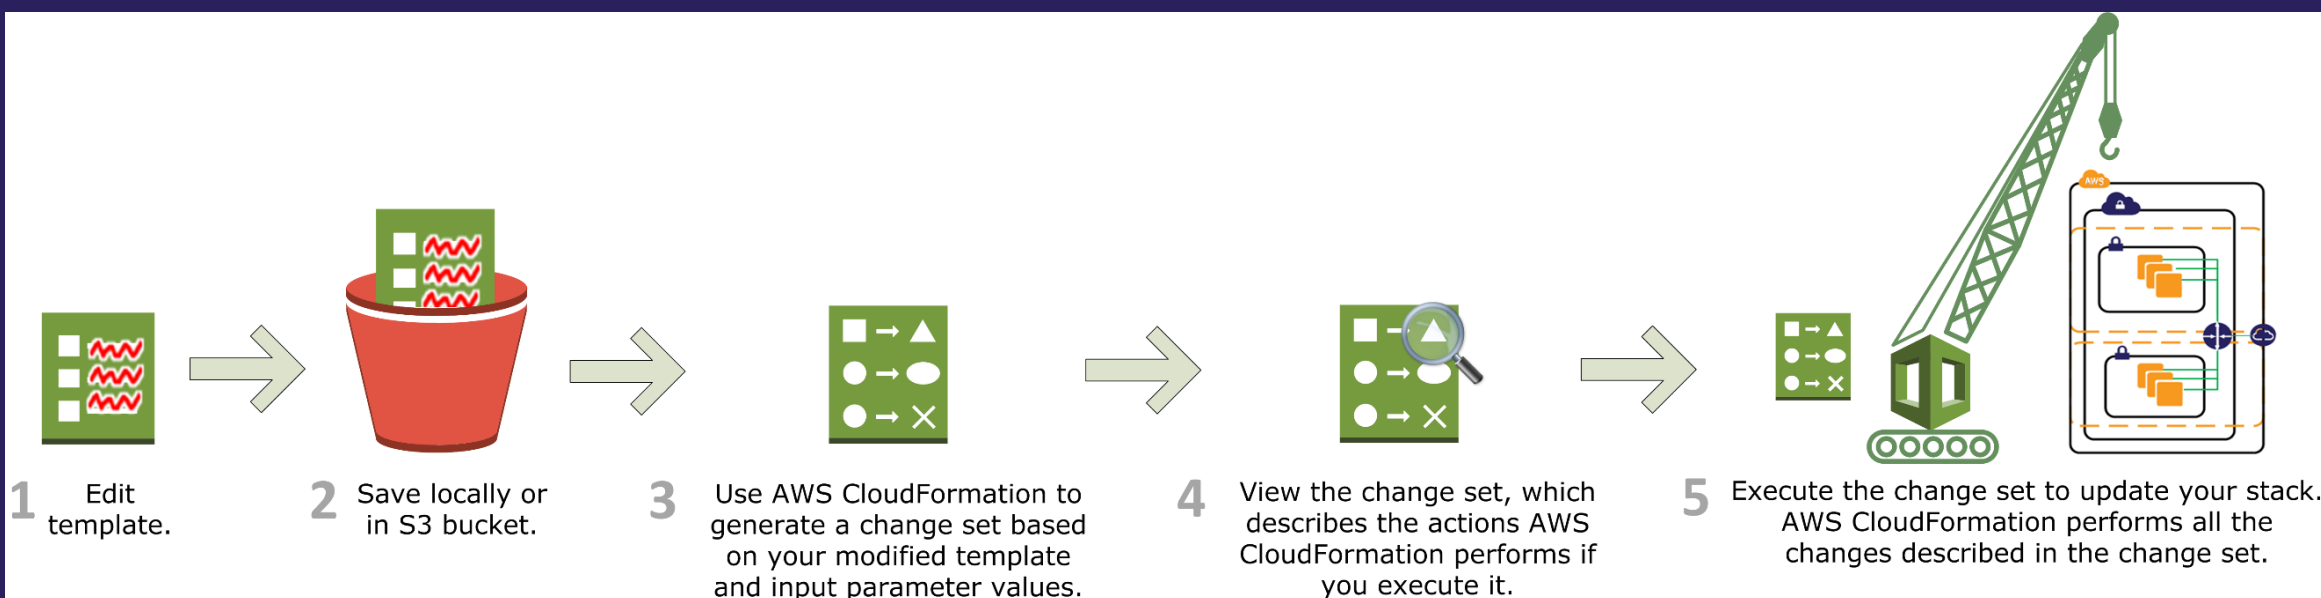 AWS
1 Edit
template.
2 Save locally or
in S3 bucket.
3 Use AWS CloudFormation to
generate a change set based
on your modified template
and input parameter values.
4 View the change set, which
describes the actions AWS
CloudFormation performs if
you execute it.
5 Execute the change set to update your stack.
AWS CloudFormation performs all the
changes described in the change set.